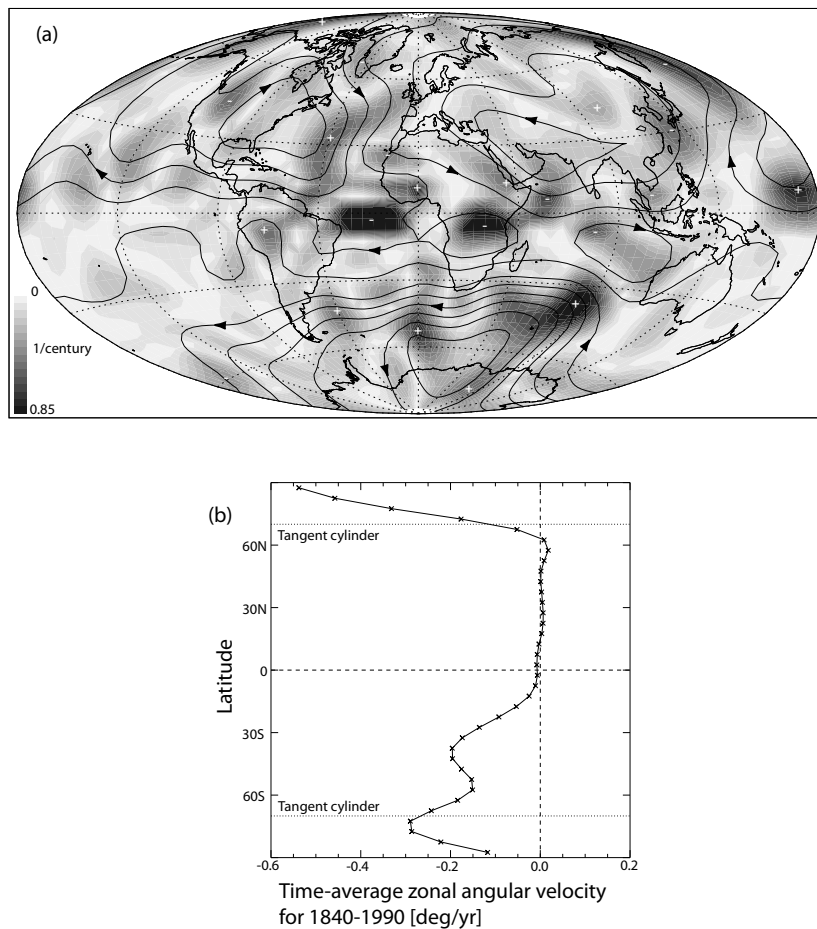 (a)
0
1/century
0.85
(b)
Tangent cylinder
60N
30N
0
30S
60S
Tangent cylinder
Latitude
-0.6 -0.4 -0.2 0.0 0.2
Time-average zonal angular velocity
for 1840-1990 [deg/yr]